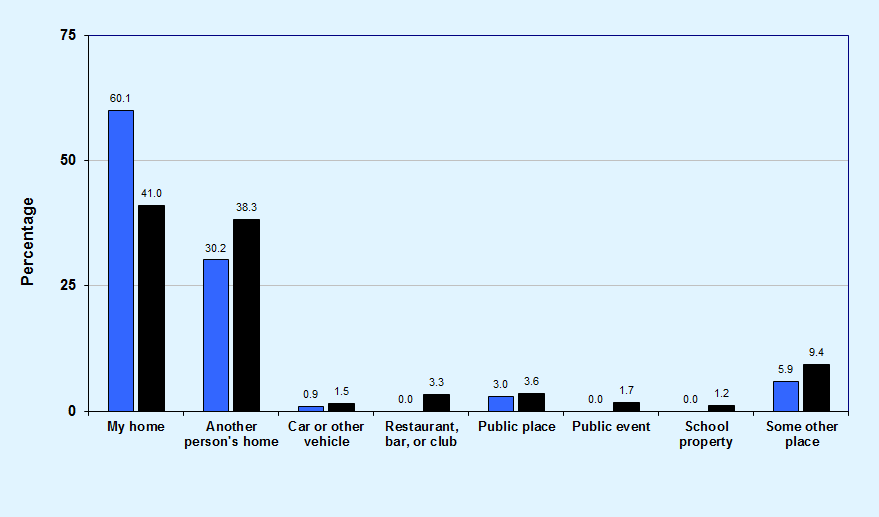 75
60.1
50
41.0
38.3
30.2
Percentage
25
9.4
5.9
0.9
1.5
0.0
3.3
3.0
3.6
0.0
1.7
0.0
1.2
0
My home
Another
person's home
Car or other
vehicle
Restaurant,
bar, or club
Public place
Public event
School
property
Some other
place